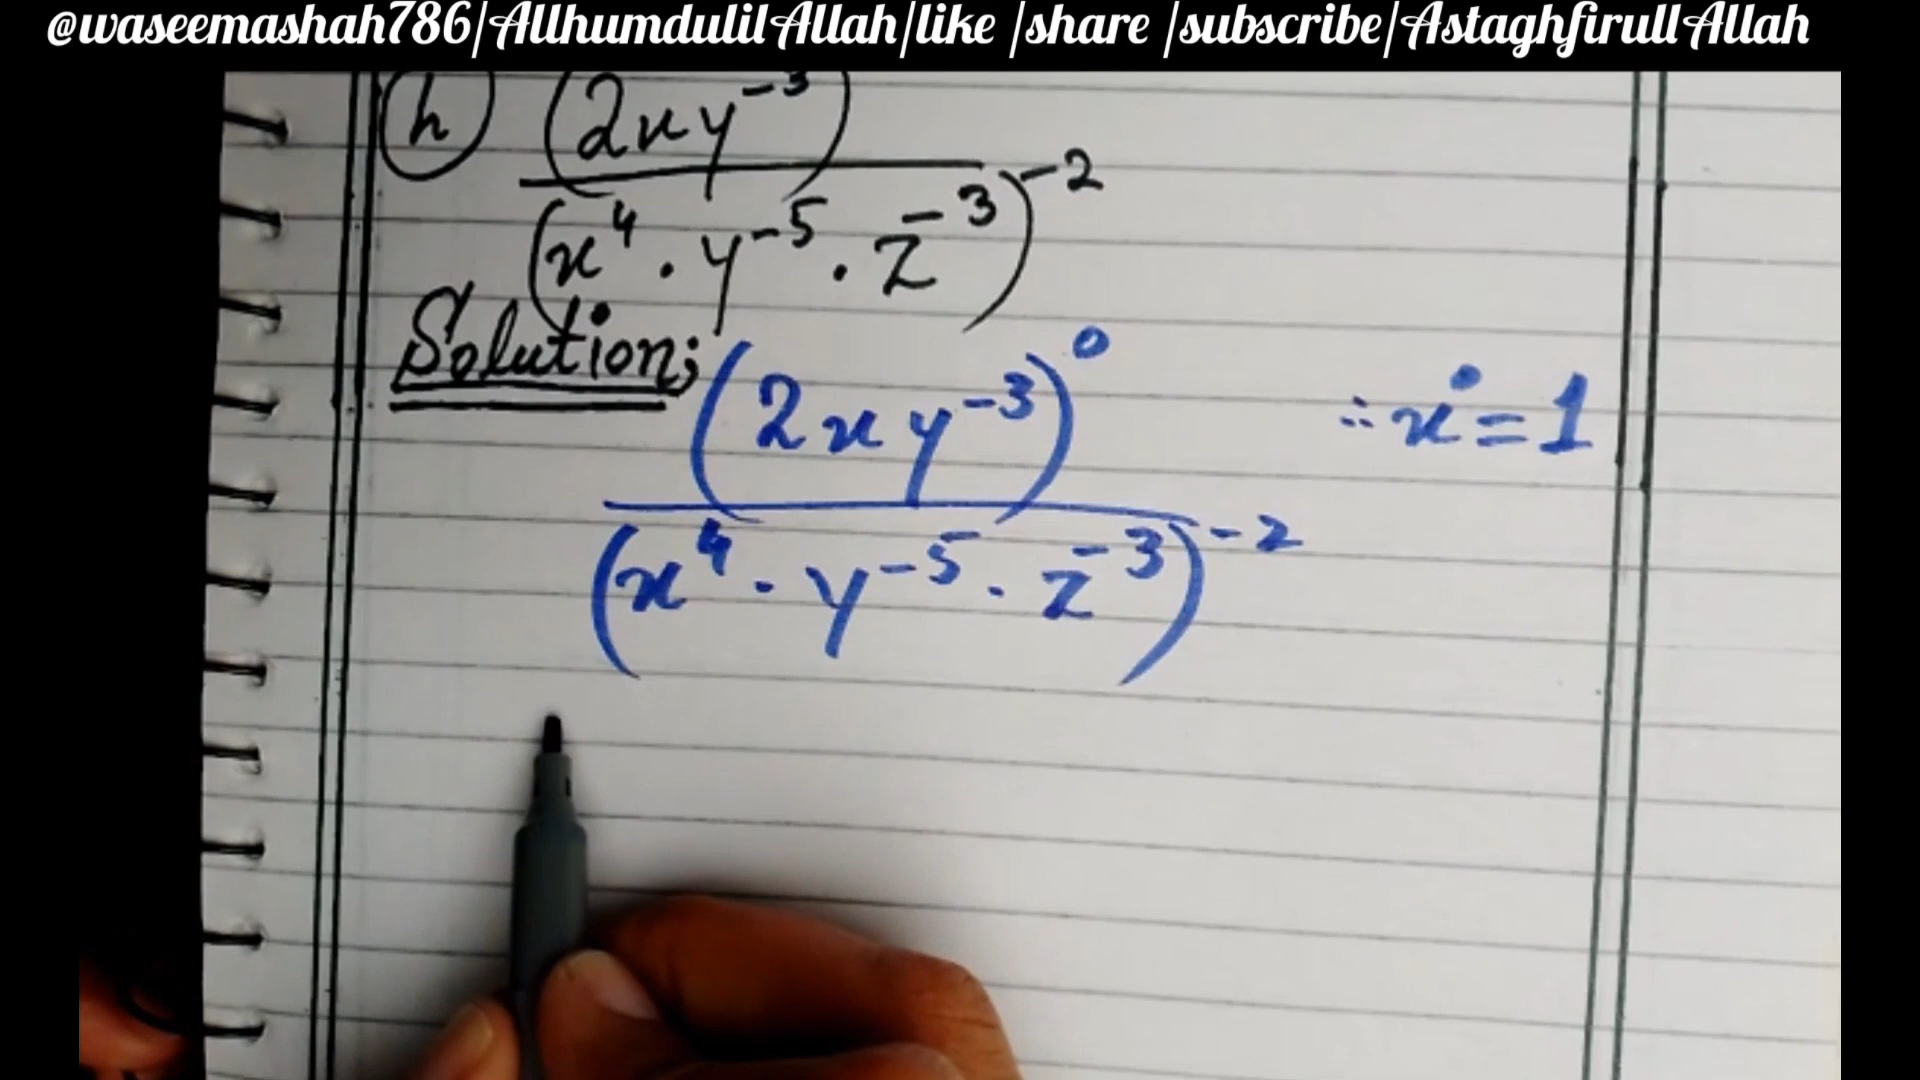 @waseemashah786/AllhumdulilAllah/like /share /subscribe/AstaghfirullAllah
(h) (2xy⁻³)
(x⁴ · y⁻⁵ · z⁻³)⁻²
Solution;
(2xy⁻³)⁰ ∵ x⁰ = 1
(x⁴ · y⁻⁵ · z⁻³)⁻²